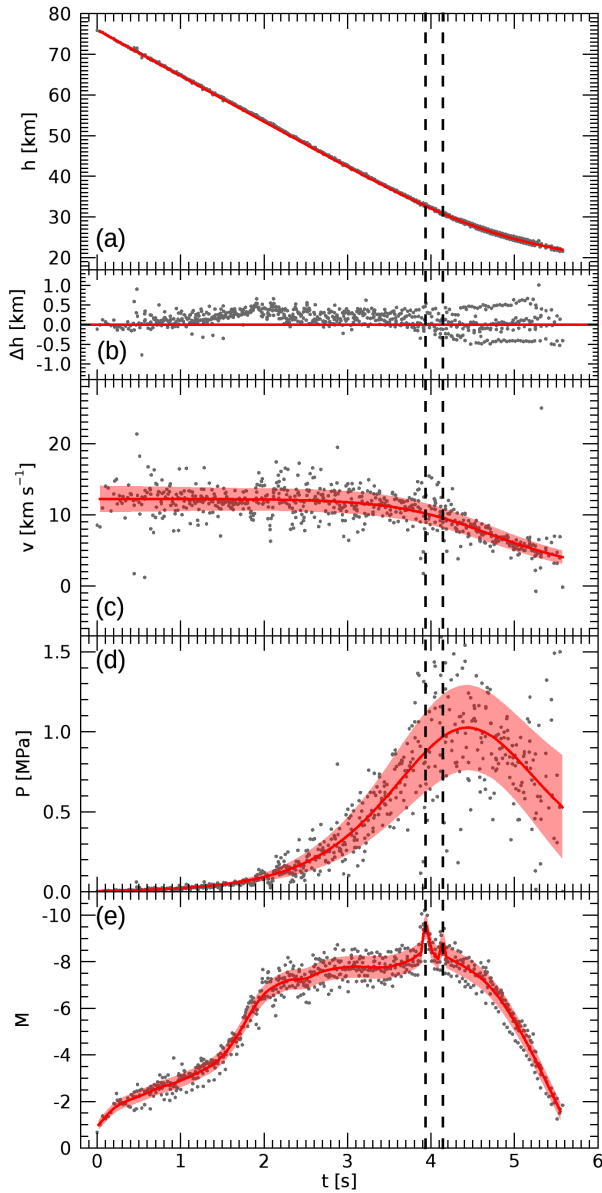 80
70
60
50
40
30
20
h [km]
(a)
1.0
0.5
0.0
-0.5
-1.0
Δh [km]
(b)
20
10
0
v [km s⁻¹]
(c)
1.5
1.0
0.5
0.0
P [MPa]
(d)
-10
-8
-6
-4
-2
0
M
(e)
0 1 2 3 4 5 6
t [s]